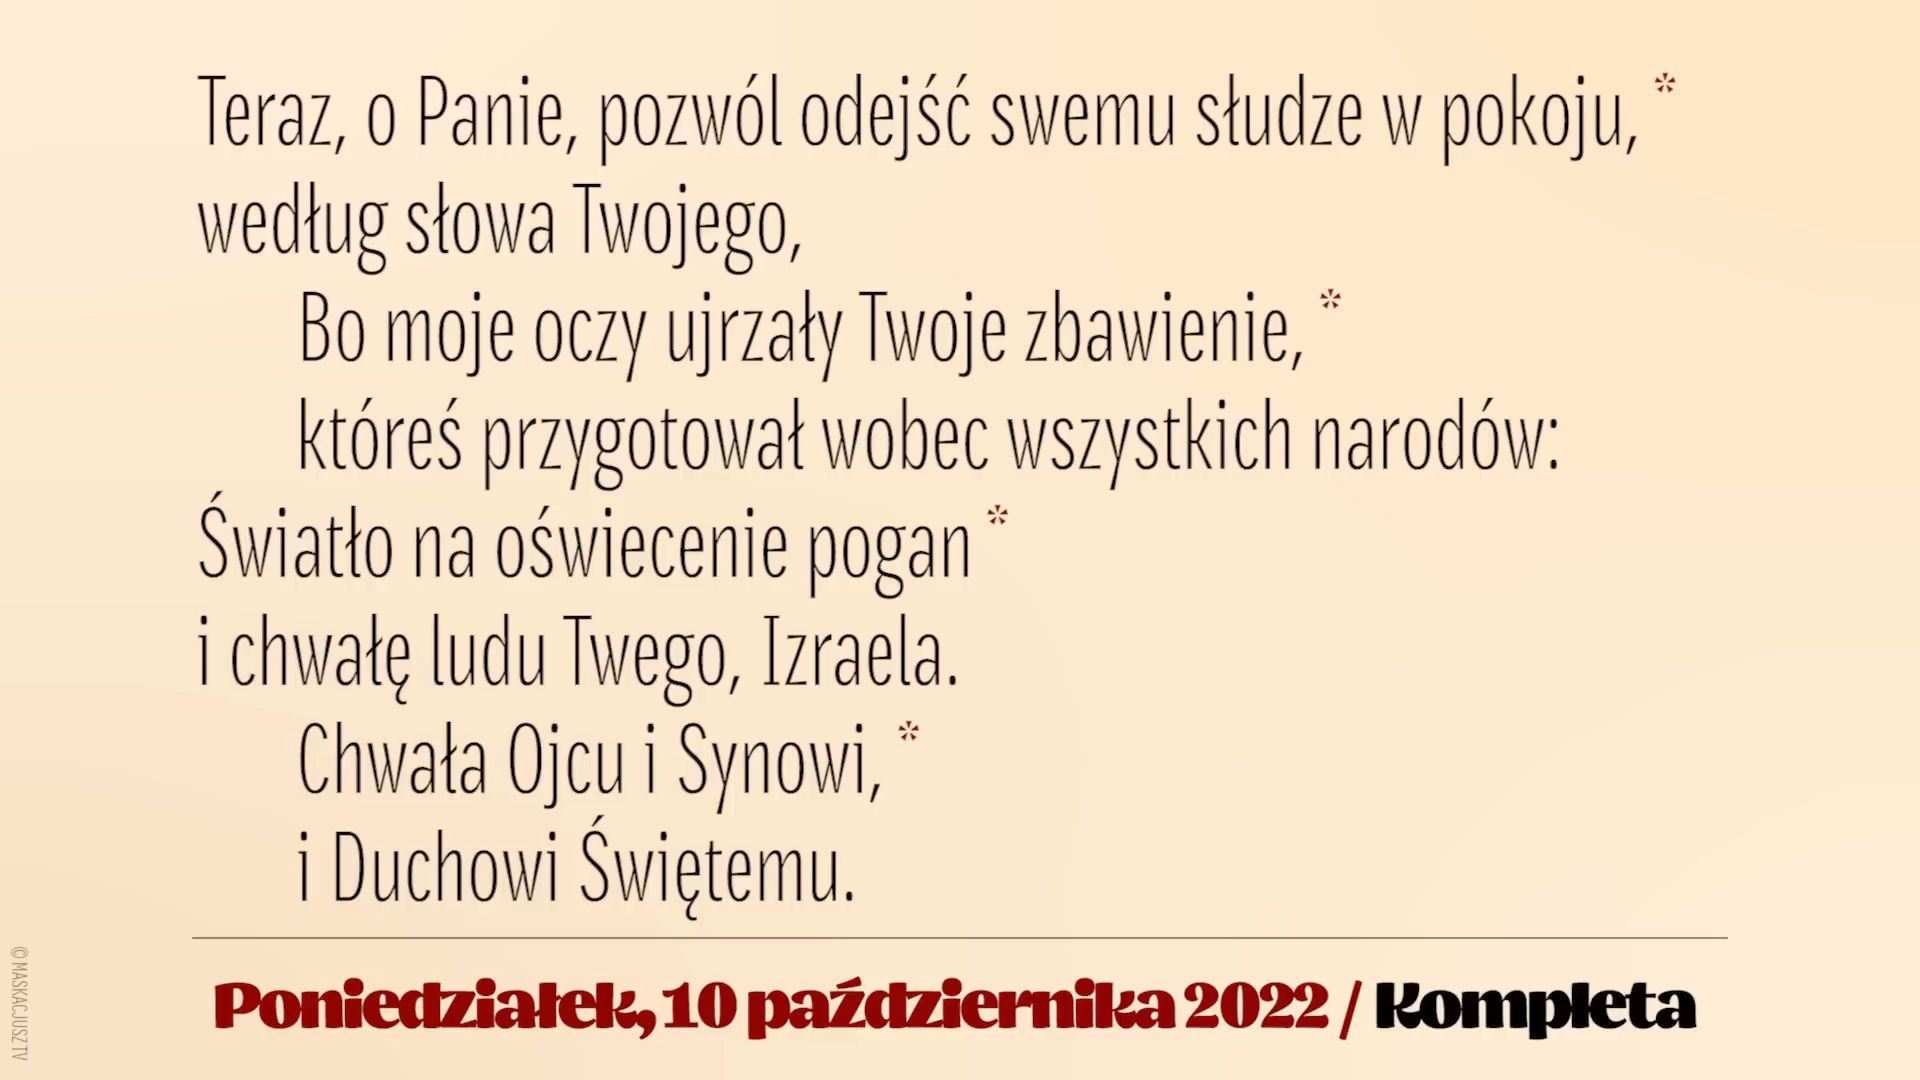 Teraz, o Panie, pozwól odejść swemu słudze w pokoju, *
według słowa Twojego,
Bo moje oczy ujrzały Twoje zbawienie, *
któreś przygotował wobec wszystkich narodów:
Światło na oświecenie pogan *
i chwałę ludu Twego, Izraela.
Chwała Ojcu i Synowi, *
i Duchowi Świętemu.
Poniedziałek, 10 października 2022 / Kompleta
© MASKACJUSZ TV